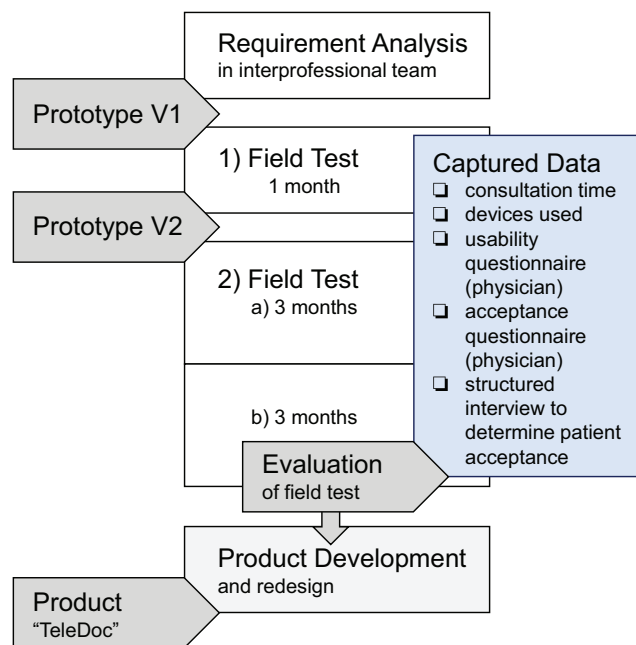 Requirement Analysis
in interprofessional team
Prototype V1
1) Field Test
1 month
Prototype V2
2) Field Test
a) 3 months
b) 3 months
Captured Data
❏ consultation time
❏ devices used
❏ usability
questionnaire
(physician)
❏ acceptance
questionnaire
(physician)
❏ structured
interview to
determine patient
acceptance
Evaluation
of field test
Product Development
and redesign
Product
“TeleDoc”